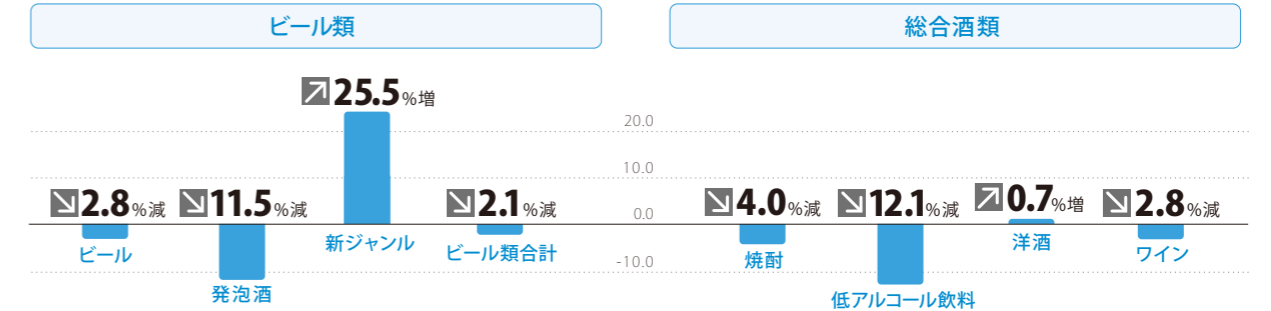 ビール類
総合酒類
25.5%増
20.0
10.0
2.8%減
11.5%減
2.1%減
0.0
4.0%減
12.1%減
0.7%増
2.8%減
ビール
発泡酒
新ジャンル
ビール類合計
-10.0
焼酎
低アルコール飲料
洋酒
ワイン